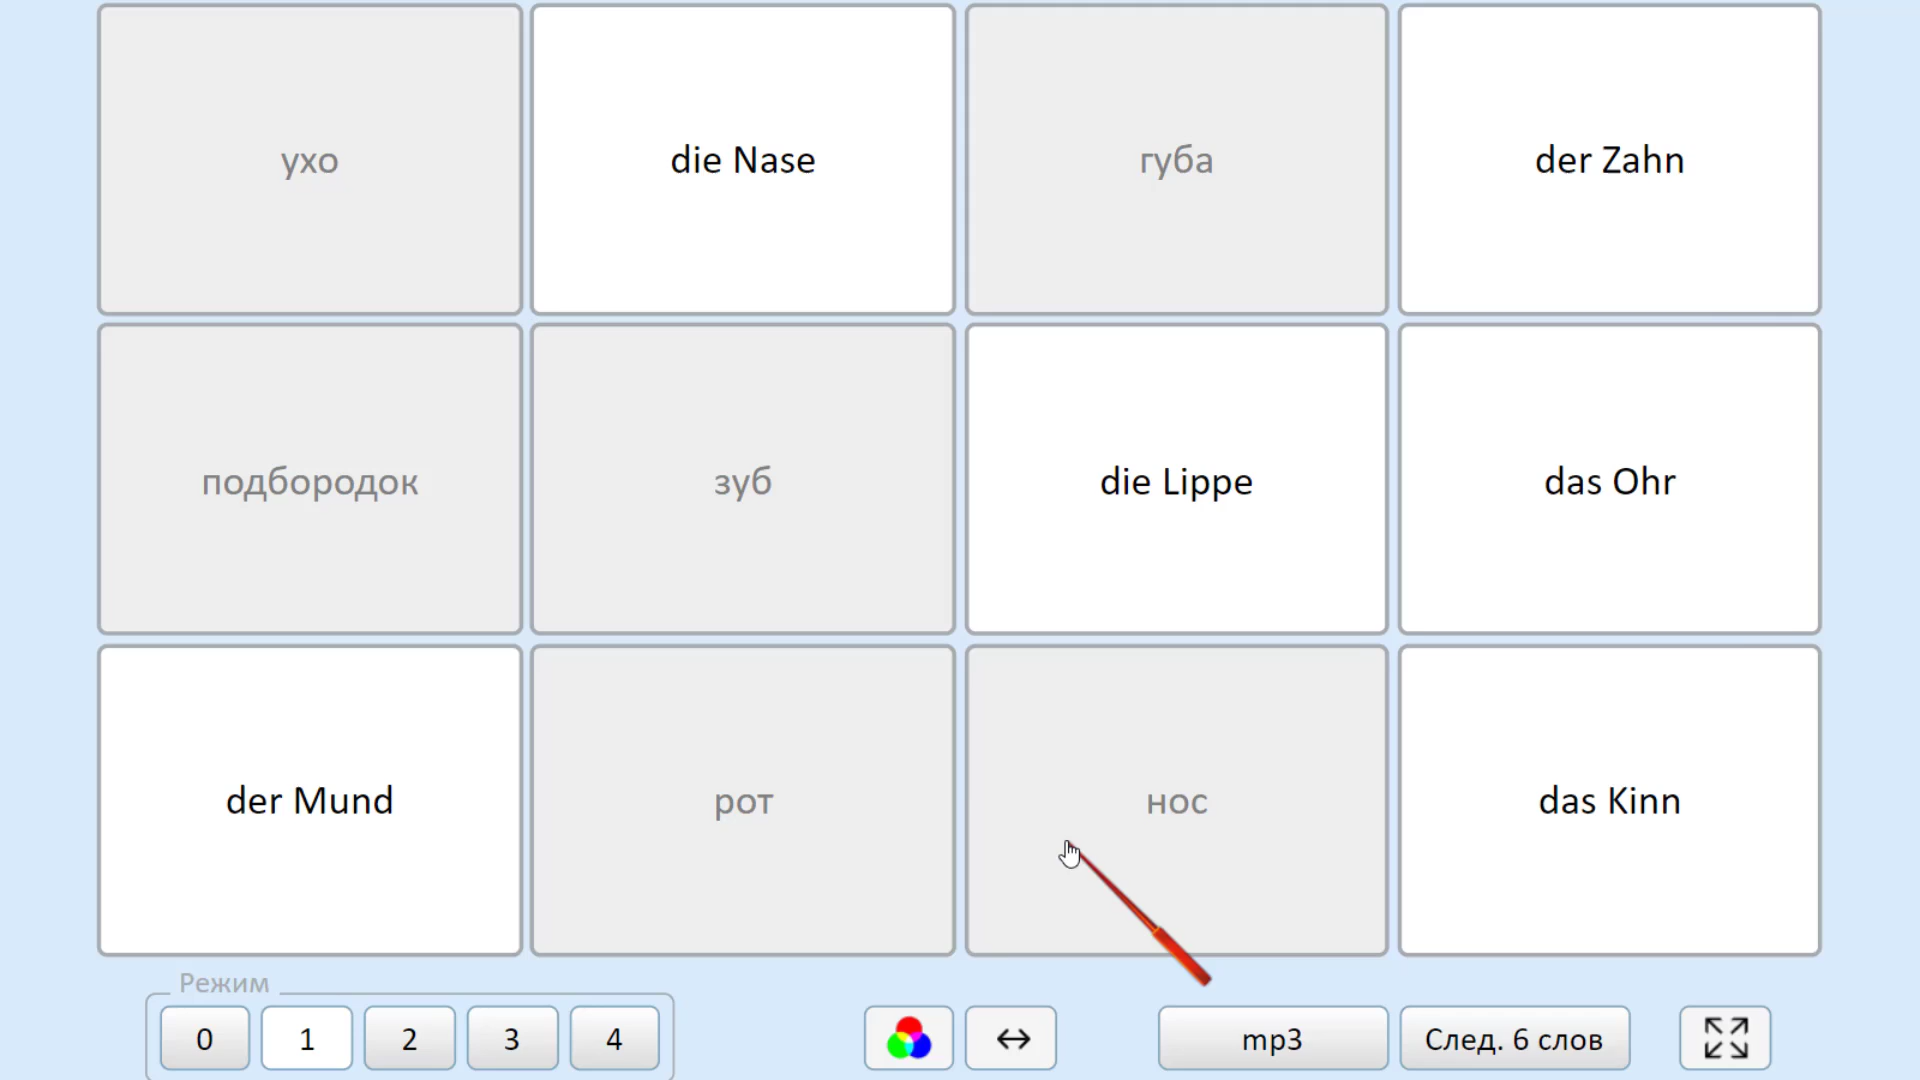 ухо
die Nase
губа
der Zahn
подбородок
зуб
die Lippe
das Ohr
der Mund
рот
нос
das Kinn
Режим
0
1
2
3
4
mp3
След. 6 слов